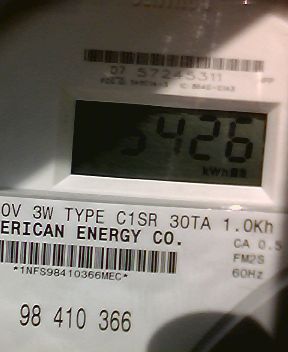 07 57245311
5426
kWh
0V 3W TYPE C1SR 30TA 1.0Kh
ERICAN ENERGY CO.
CA 0.5
FM2S
60Hz
*1NFS98410366MEC*
98 410 366